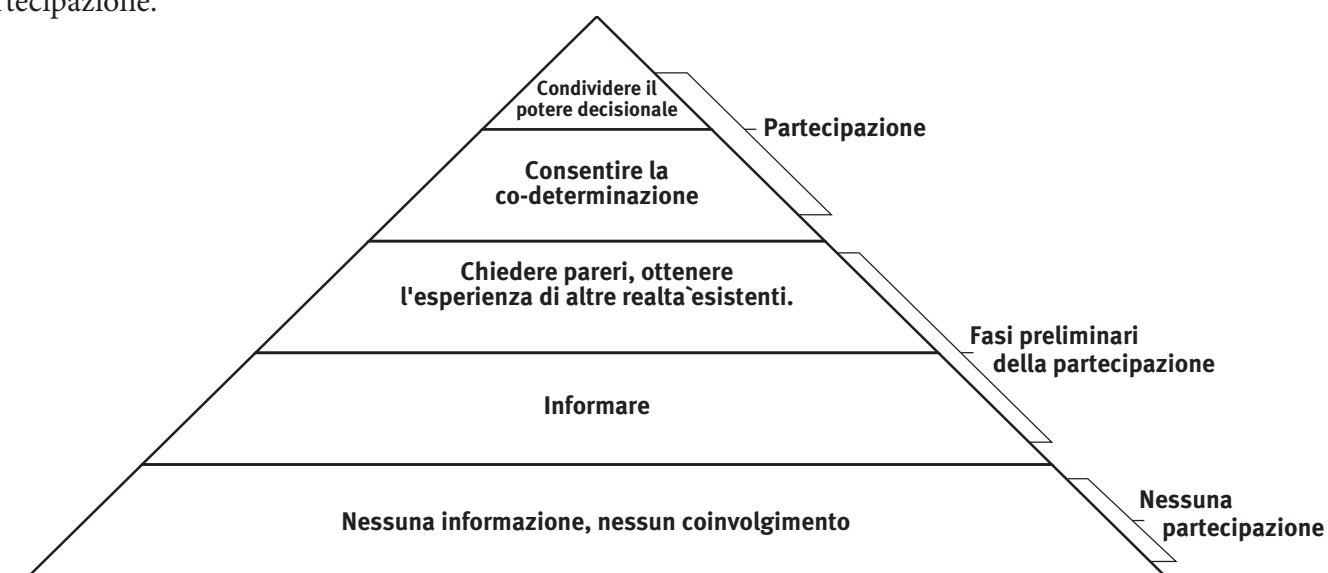 rtecipazione.
Condividere il
potere decisionale
Partecipazione
Consentire la
co-determinazione
Chiedere pareri, ottenere
l'esperienza di altre realta`esistenti.
Fasi preliminari
della partecipazione
Informare
Nessuna informazione, nessun coinvolgimento
Nessuna
partecipazione